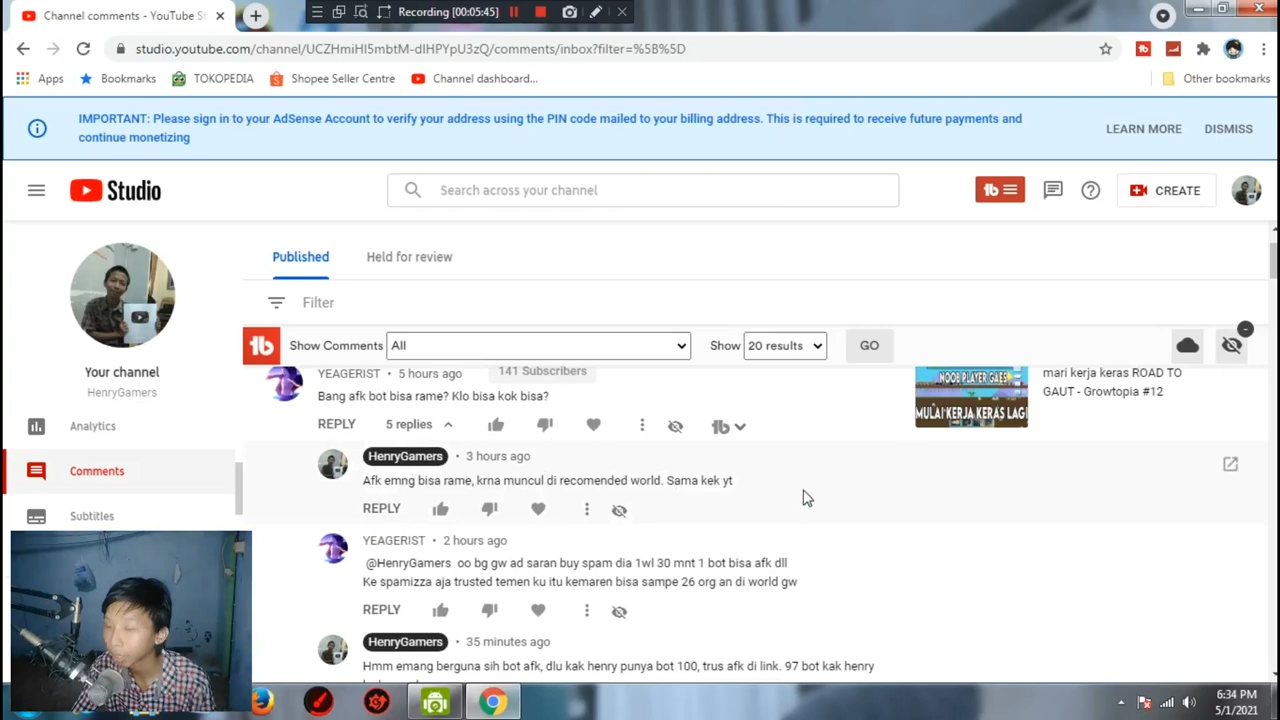 Channel comments - YouTube St
Recording [00:05:45]
studio.youtube.com/channel/UCZHmiHI5mbtM-dIHPYpU3zQ/comments/inbox?filter=%5B%5D
Apps
Bookmarks
TOKOPEDIA
Shopee Seller Centre
Channel dashboard...
Other bookmarks
IMPORTANT: Please sign in to your AdSense Account to verify your address using the PIN code mailed to your billing address. This is required to receive future payments and
continue monetizing
LEARN MORE
DISMISS
Studio
Search across your channel
CREATE
Published
Held for review
Filter
Show Comments
All
Show
20 results
GO
Your channel
HenryGamers
Analytics
Comments
Subtitles
YEAGERIST • 5 hours ago
141 Subscribers
Bang afk bot bisa rame? Klo bisa kok bisa?
REPLY
5 replies
NOOB PLAYER GAES
MULAI KERJA KERAS LAGI
mari kerja keras ROAD TO
GAUT - Growtopia #12
HenryGamers • 3 hours ago
Afk emng bisa rame, krna muncul di recomended world. Sama kek yt
REPLY
YEAGERIST • 2 hours ago
@HenryGamers oo bg gw ad saran buy spam dia 1wl 30 mnt 1 bot bisa afk dll
Ke spamizza aja trusted temen ku itu kemaren bisa sampe 26 org an di world gw
REPLY
HenryGamers • 35 minutes ago
Hmm emang berguna sih bot afk, dlu kak henry punya bot 100, trus afk di link. 97 bot kak henry
6:34 PM
5/1/2021